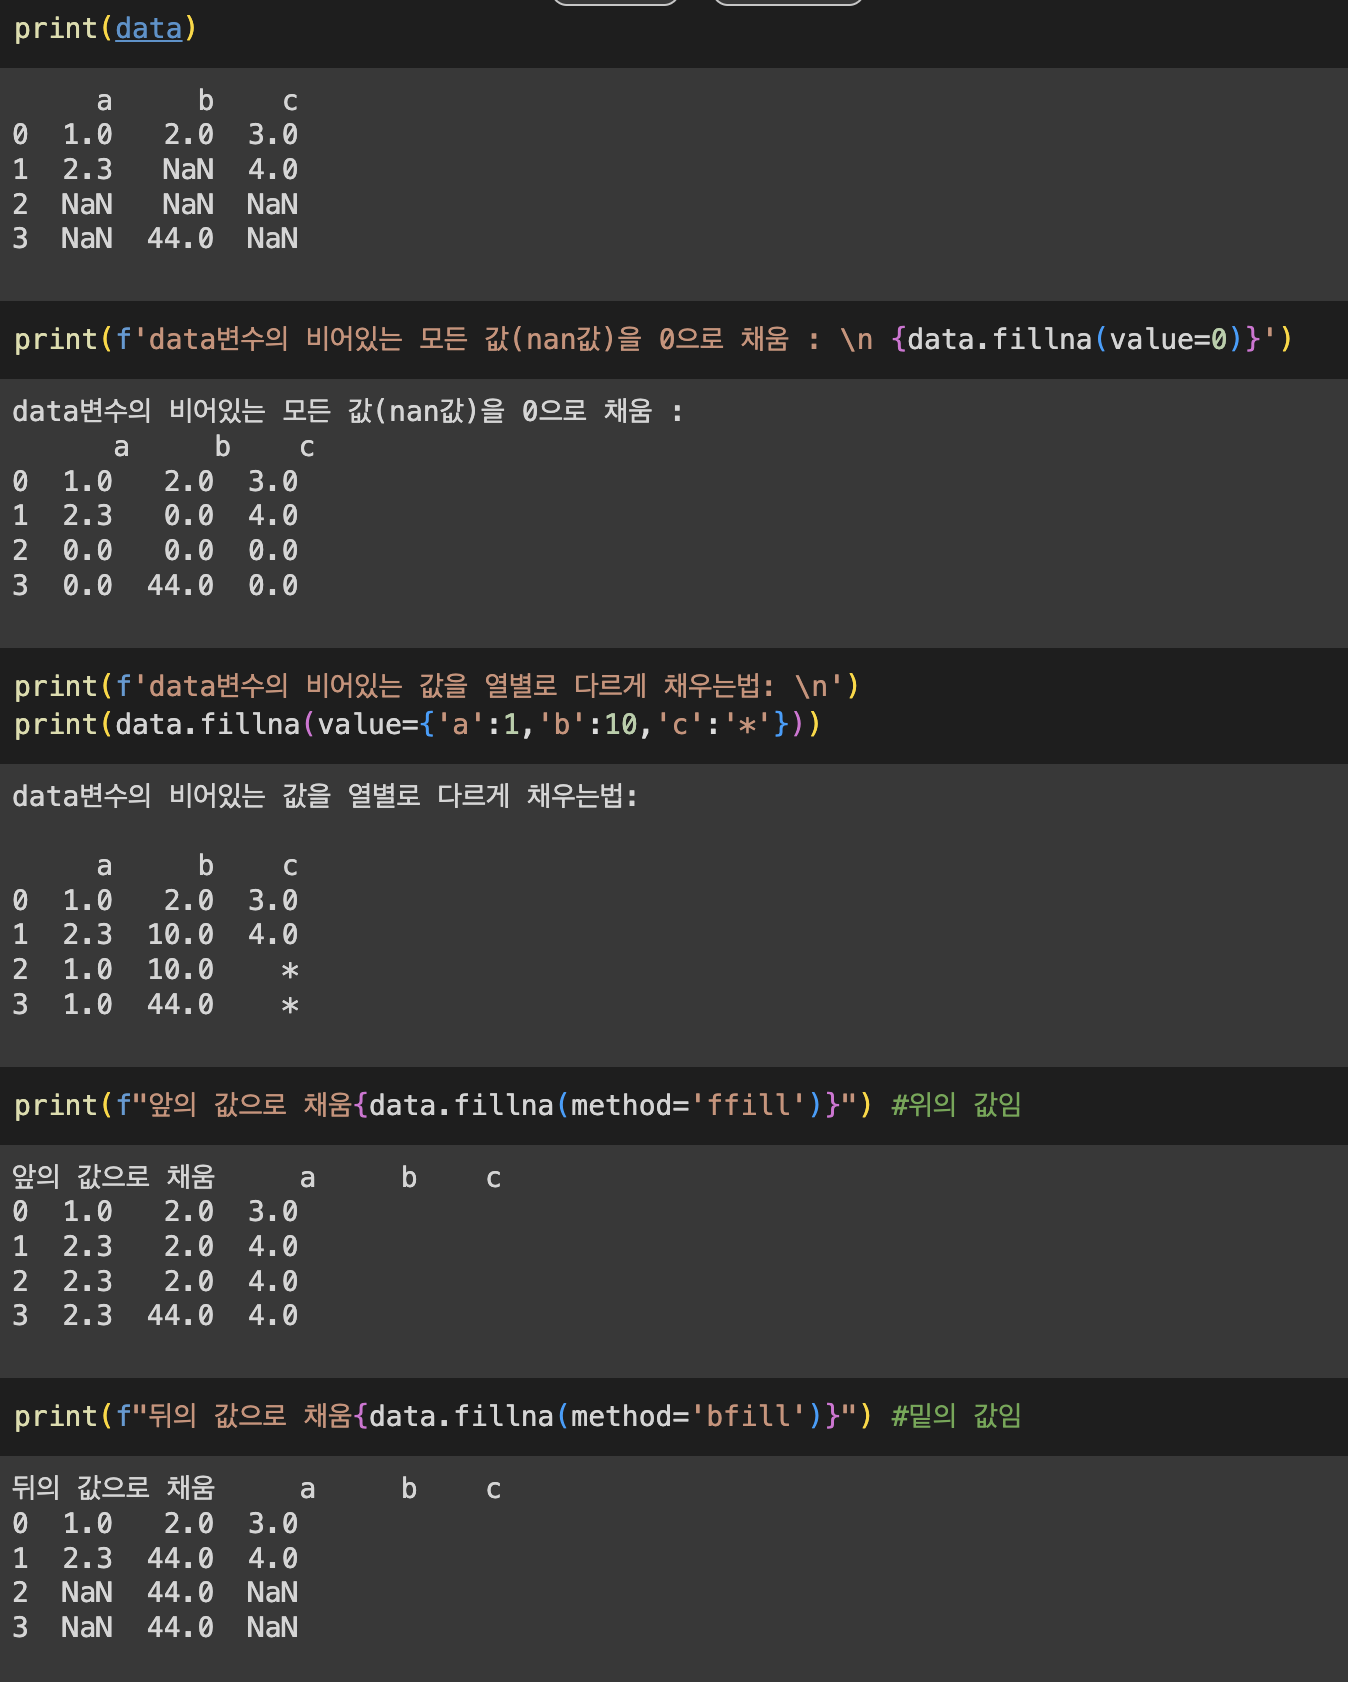 print(data)
     a     b    c
0  1.0   2.0  3.0
1  2.3   NaN  4.0
2  NaN   NaN  NaN
3  NaN  44.0  NaN
print(f'data변수의 비어있는 모든 값(nan값)을 0으로 채움 : \n {data.fillna(value=0)}')
data변수의 비어있는 모든 값(nan값)을 0으로 채움 :
      a     b    c
0  1.0   2.0  3.0
1  2.3   0.0  4.0
2  0.0   0.0  0.0
3  0.0  44.0  0.0
print(f'data변수의 비어있는 값을 열별로 다르게 채우는법: \n')
print(data.fillna(value={'a':1,'b':10,'c':'*'}))
data변수의 비어있는 값을 열별로 다르게 채우는법:
     a     b    c
0  1.0   2.0  3.0
1  2.3  10.0  4.0
2  1.0  10.0    *
3  1.0  44.0    *
print(f"앞의 값으로 채움{data.fillna(method='ffill')}") #위의 값임
앞의 값으로 채움     a     b    c
0  1.0   2.0  3.0
1  2.3   2.0  4.0
2  2.3   2.0  4.0
3  2.3  44.0  4.0
print(f"뒤의 값으로 채움{data.fillna(method='bfill')}") #밑의 값임
뒤의 값으로 채움     a     b    c
0  1.0   2.0  3.0
1  2.3  44.0  4.0
2  NaN  44.0  NaN
3  NaN  44.0  NaN